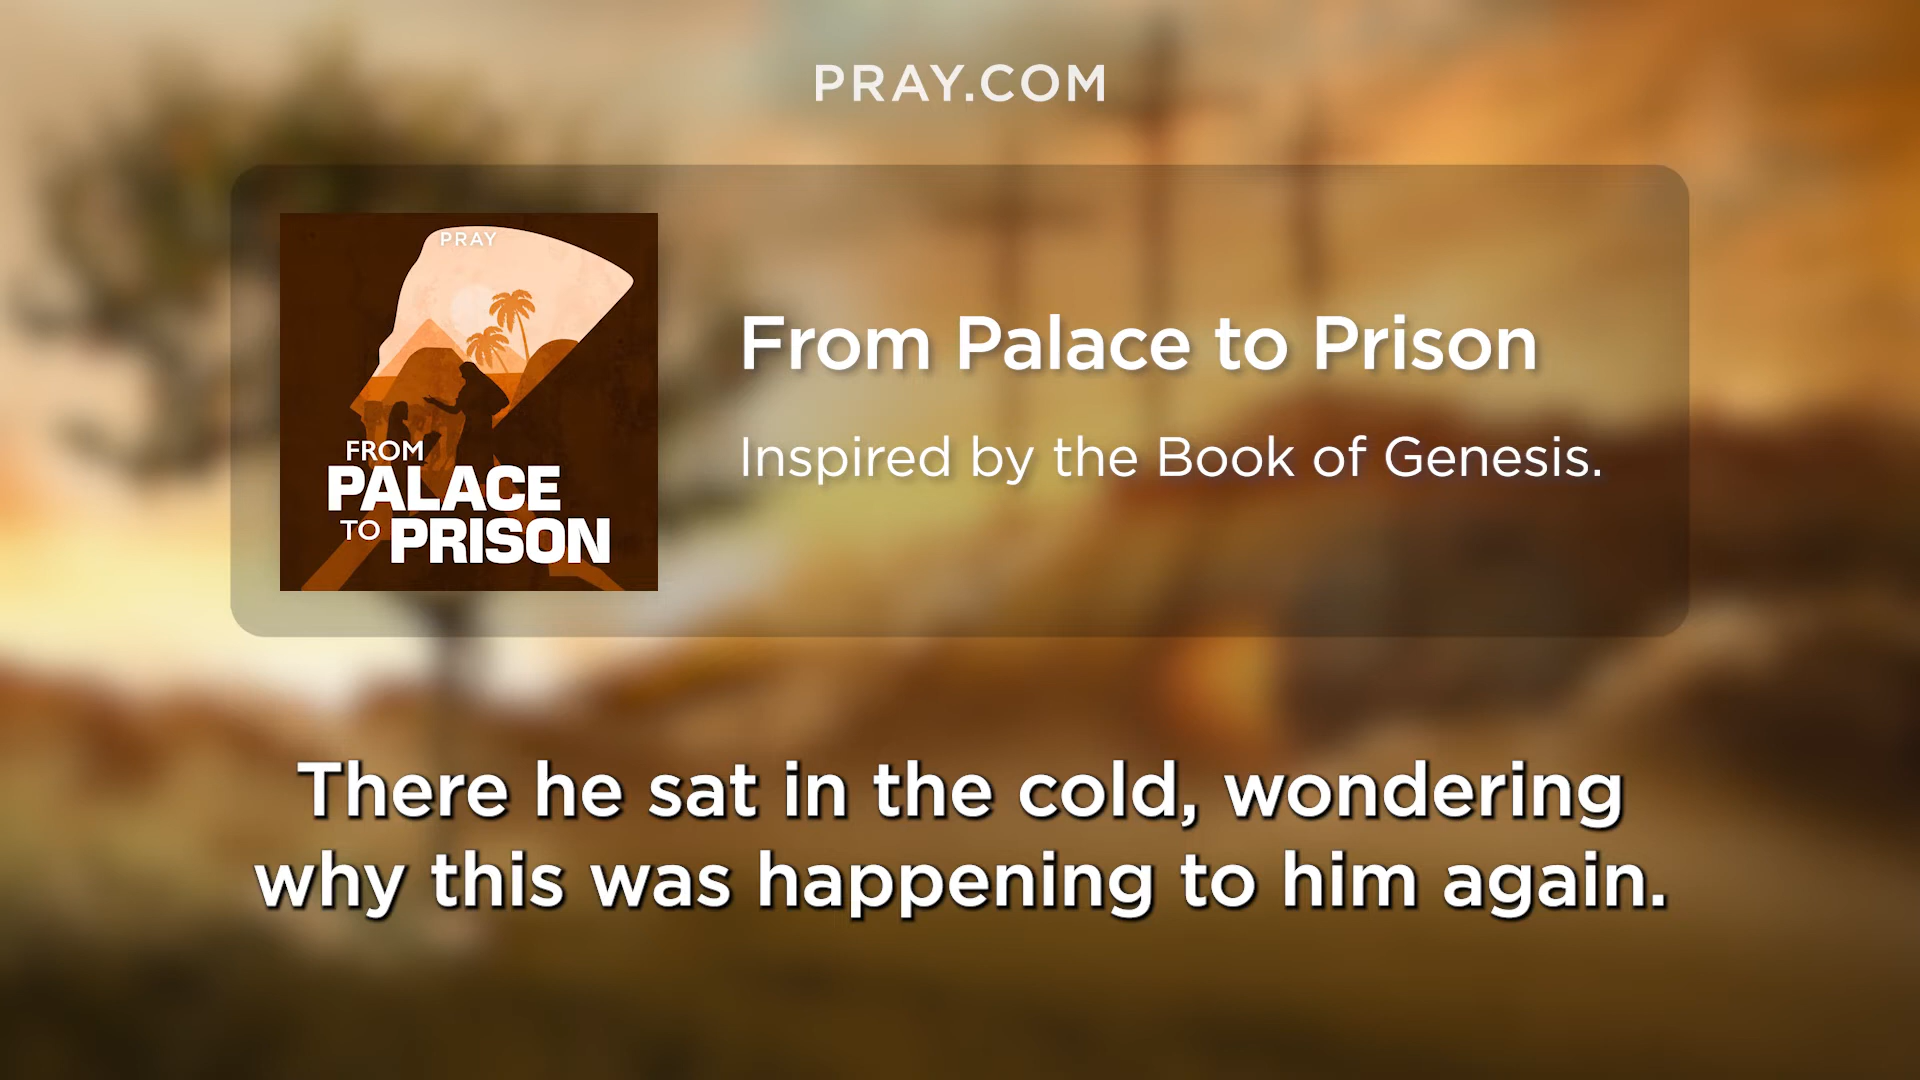 PRAY.COM
PRAY
FROM
PALACE
TO PRISON
From Palace to Prison
Inspired by the Book of Genesis.
There he sat in the cold, wondering
why this was happening to him again.